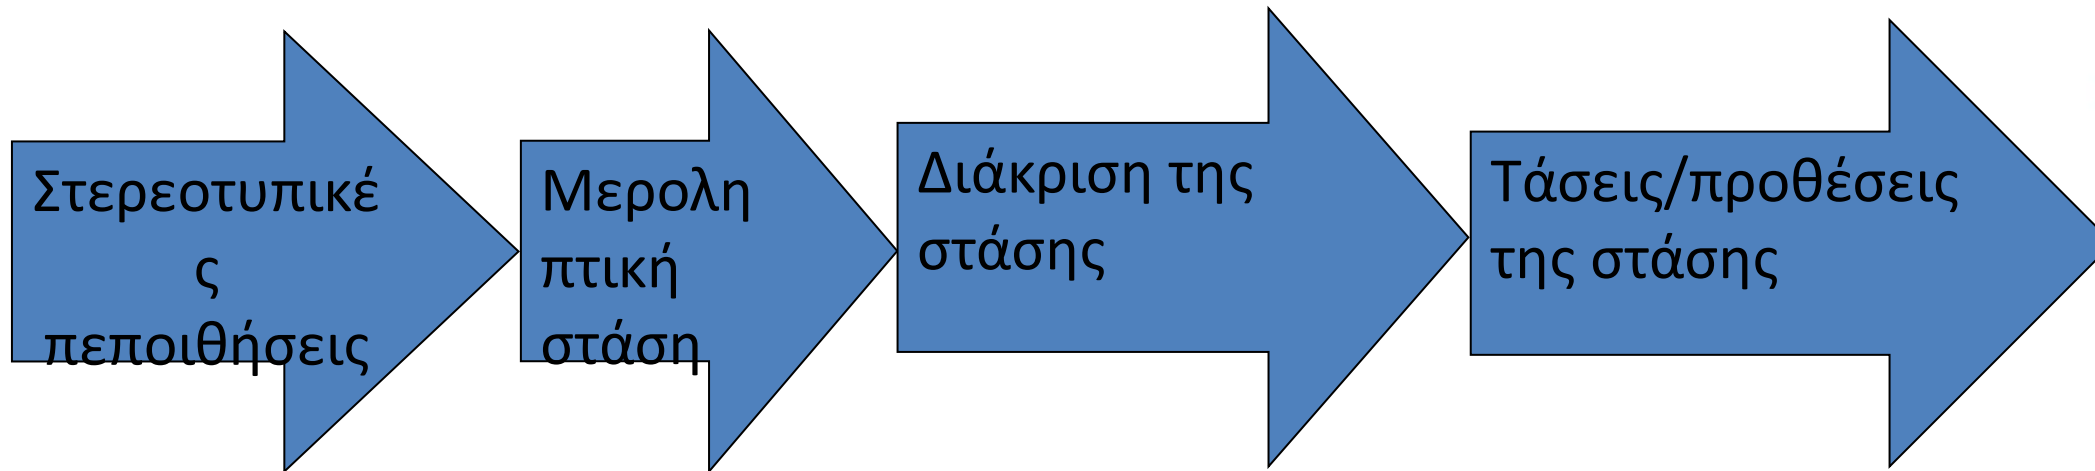 Στερεοτυπικέ
ς
πεποιθήσεις
Μερολη
πτική
στάση
Διάκριση της
στάσης
Τάσεις/προθέσεις
της στάσης